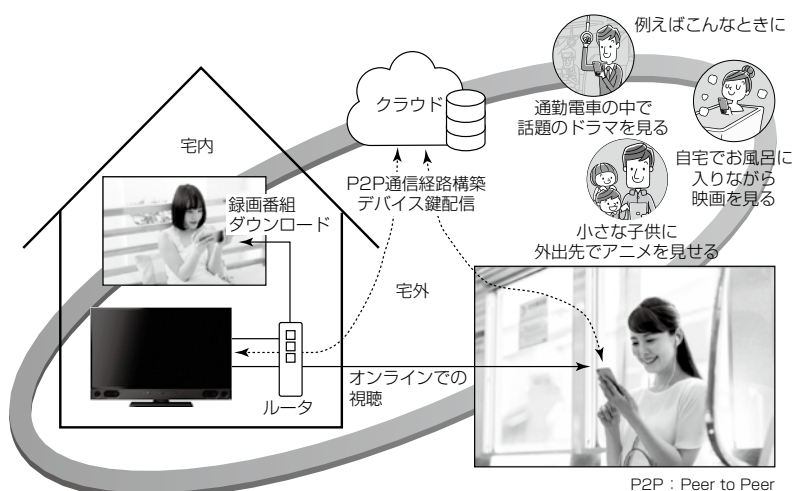 例えばこんなときに
クラウド
通勤電車の中で
話題のドラマを見る
宅内
自宅でお風呂に
入りながら
映画を見る
P2P通信経路構築
デバイス鍵配信
録画番組
ダウンロード
小さな子供に
外出先でアニメを見せる
宅外
オンラインでの
視聴
ルータ
P2P：Peer to Peer